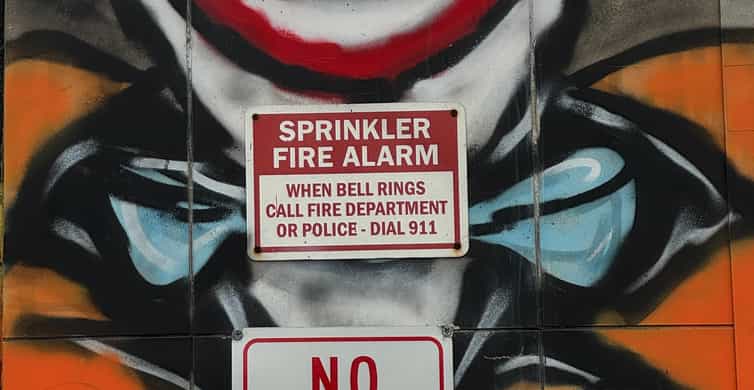 SPRINKLER
FIRE ALARM
WHEN BELL RINGS
CALL FIRE DEPARTMENT
OR POLICE - DIAL 911
NO